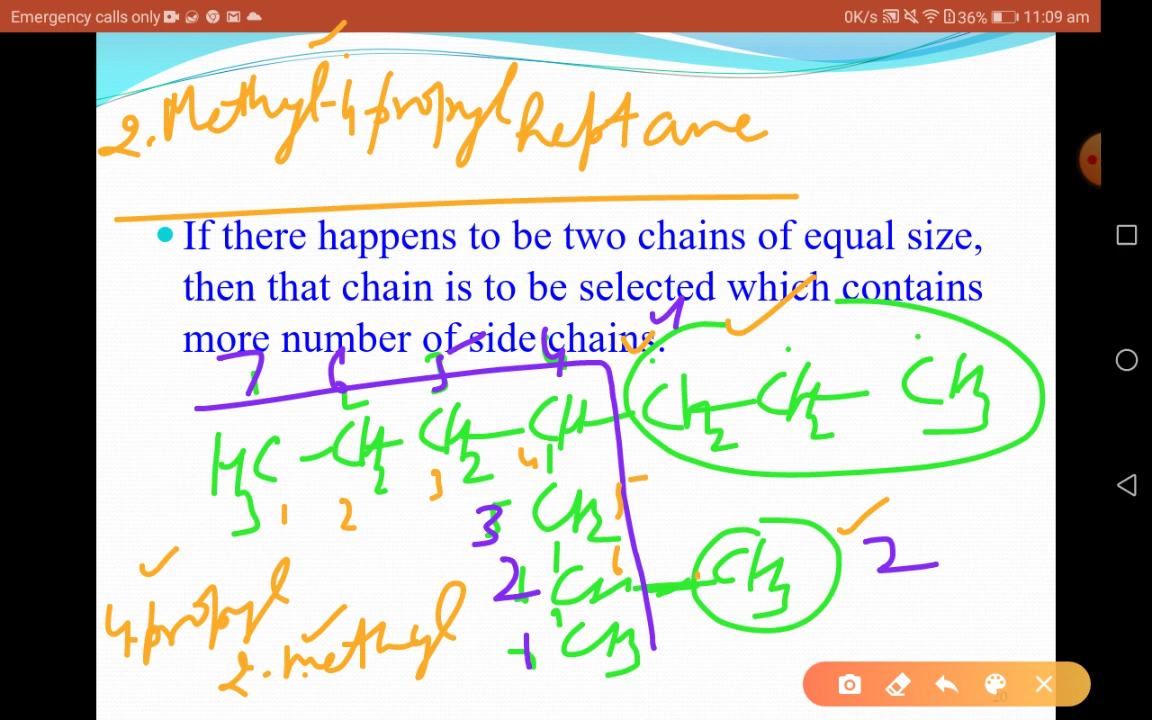 Emergency calls only 0K/s 36% 11:09 am
2. Methyl-4 propyl heptane
If there happens to be two chains of equal size,
then that chain is to be selected which contains
more number of side chains.
7 6 5 4
H3C CH2 CH2 CH CH2 CH2 CH3
1 2 3 4
3 CH2
2 CH CH3 2
1 CH3
4. propyl
2. methyl